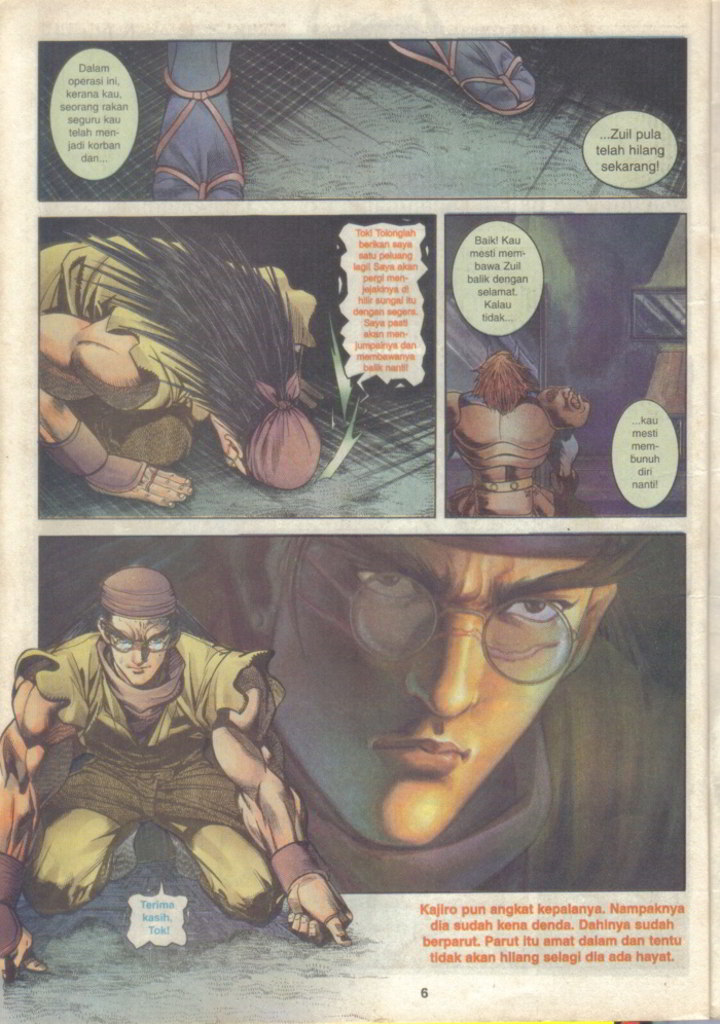 Dalam
operasi ini,
kerana kau,
seorang rakan
seguru kau
telah men-
jadi korban
dan...
...Zuil pula
telah hilang
sekarang!
Tok! Tolonglah
berikan saya
satu peluang
lagi! Saya akan
pergi men-
jejakinya di
hilir sungai itu
dengan segera.
Saya pasti
akan men-
jumpainya dan
membawanya
balik nanti!
Baik! Kau
mesti mem-
bawa Zuil
balik dengan
selamat.
Kalau
tidak...
...kau
mesti
mem-
bunuh
diri
nanti!
Terima
kasih,
Tok!
Kajiro pun angkat kepalanya. Nampaknya
dia sudah kena denda. Dahinya sudah
berparut. Parut itu amat dalam dan tentu
tidak akan hilang selagi dia ada hayat.
6